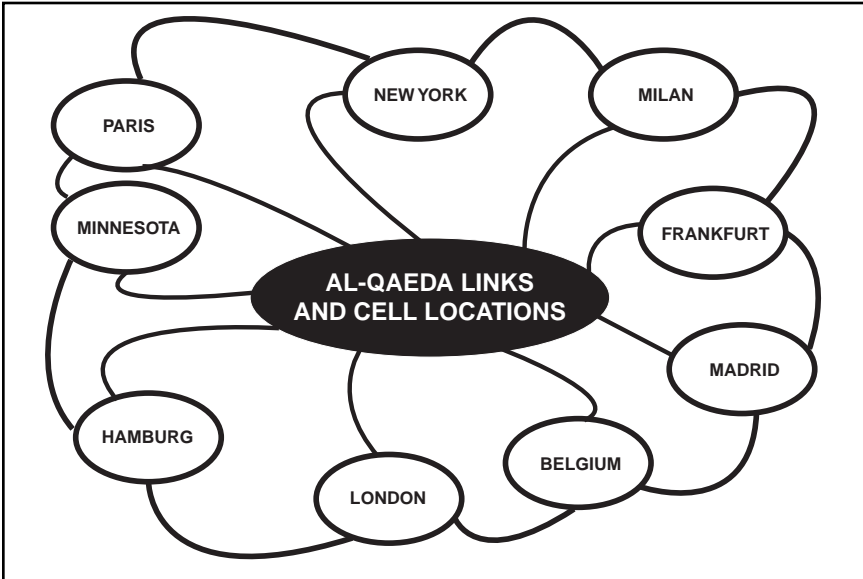 NEW YORK
MILAN
PARIS
MINNESOTA
FRANKFURT
AL-QAEDA LINKS
AND CELL LOCATIONS
MADRID
HAMBURG
BELGIUM
LONDON